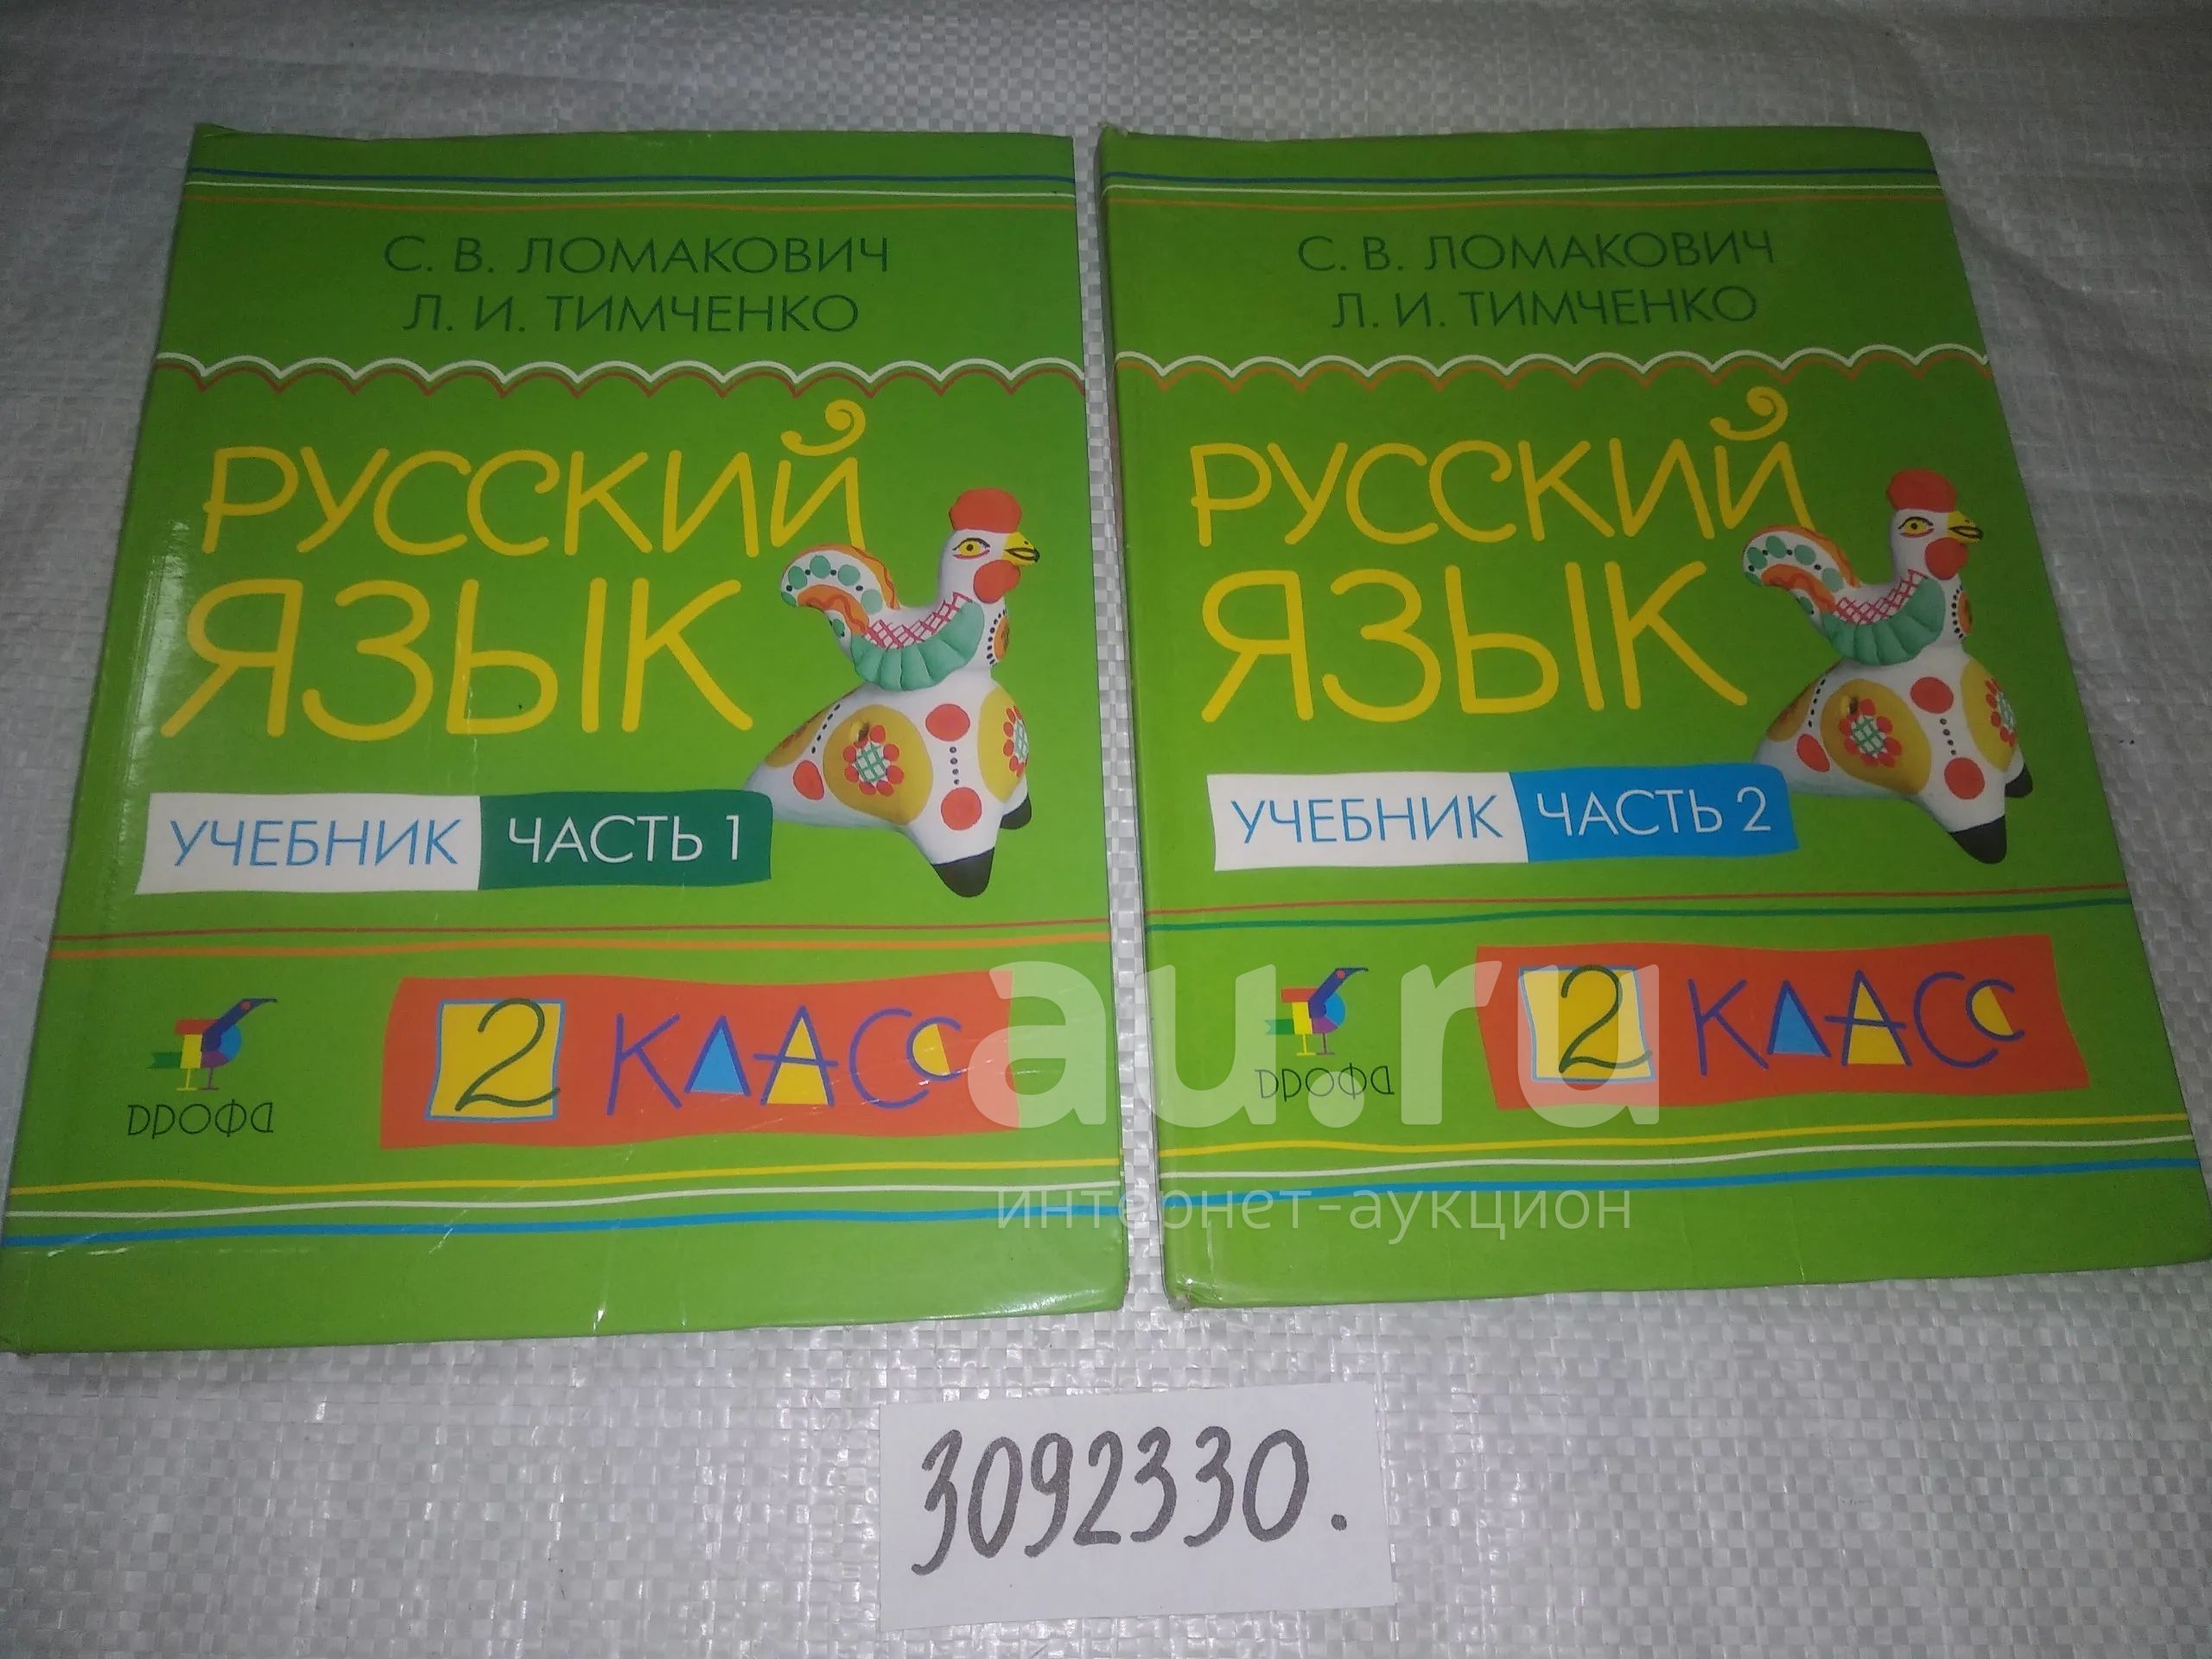 С. В. ЛОМАКОВИЧ
Л. И. ТИМЧЕНКО
РУССКИЙ
ЯЗЫК
УЧЕБНИК ЧАСТЬ 1
ДРОФА
2 КЛАСС
С. В. ЛОМАКОВИЧ
Л. И. ТИМЧЕНКО
РУССКИЙ
ЯЗЫК
УЧЕБНИК ЧАСТЬ 2
ДРОФА
2 КЛАСС
au.ru
интернет-аукцион
3092330.